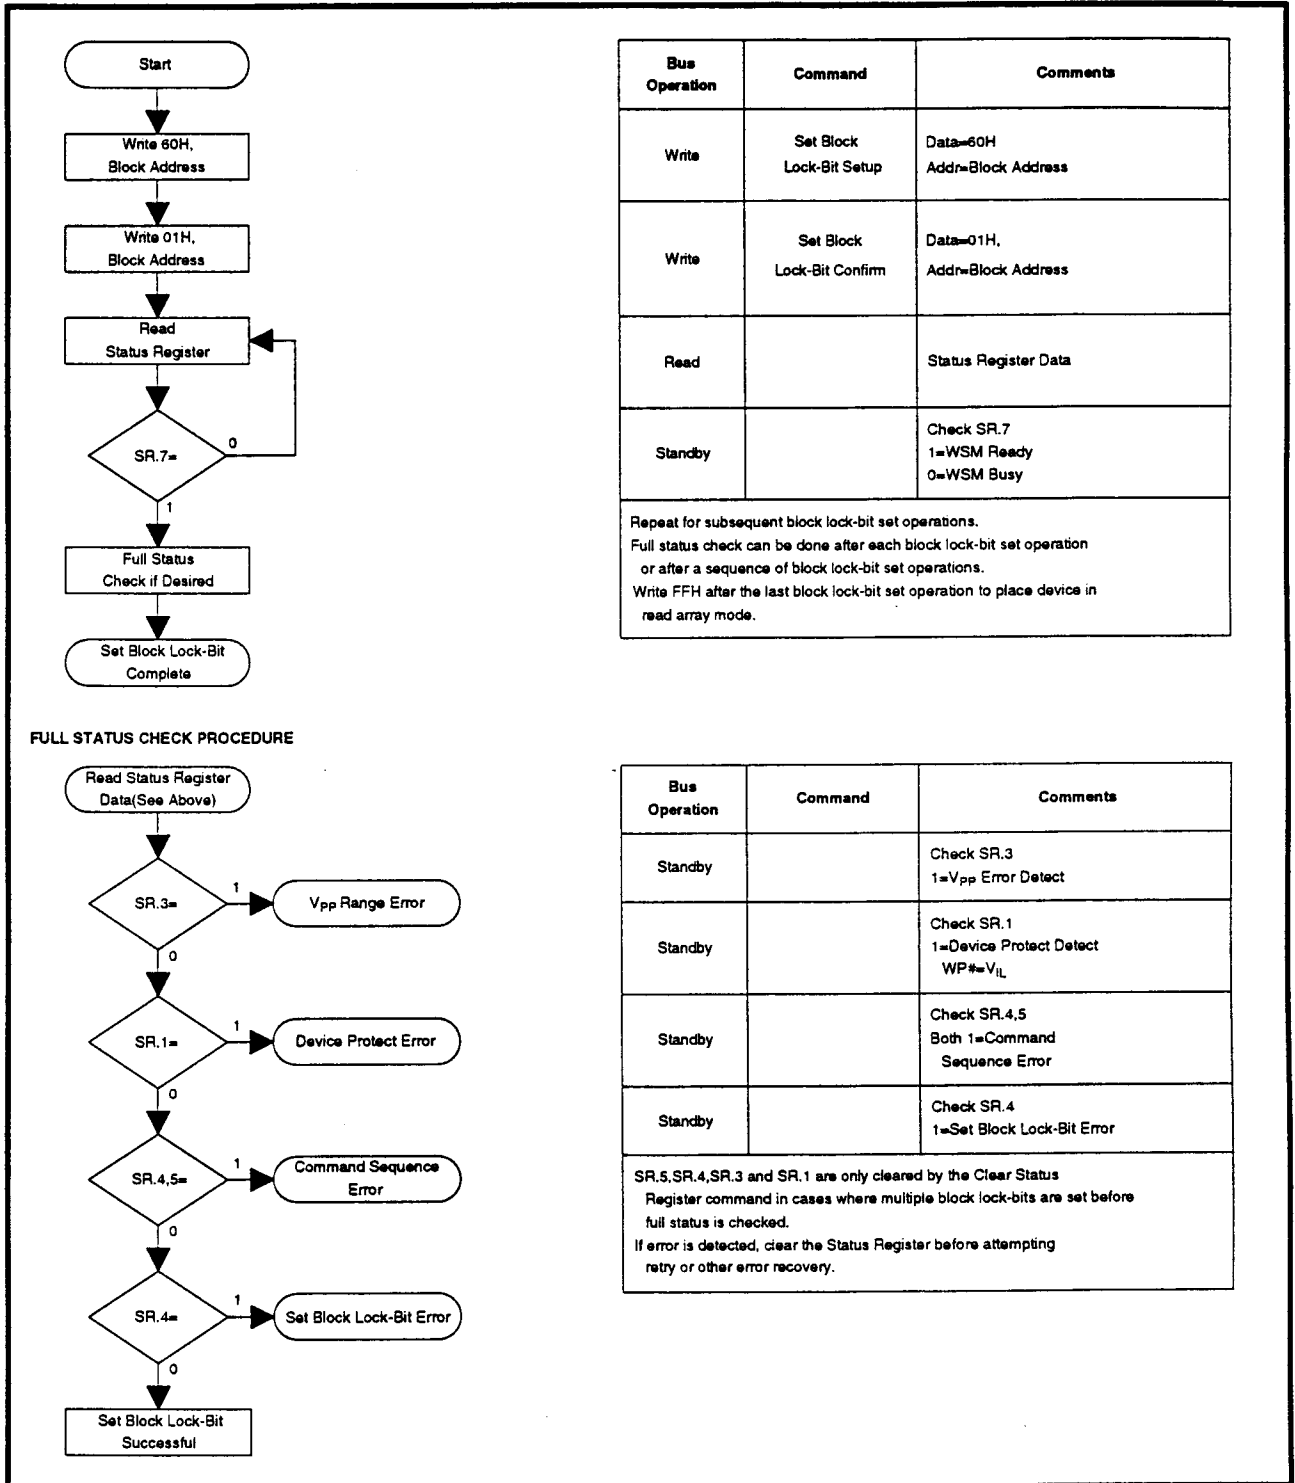 Start
Write 60H,
Block Address
Write 01H,
Block Address
Read
Status Register
SR.7=
0
1
Full Status
Check if Desired
Set Block Lock-Bit
Complete
Bus
Operation
Command
Comments
Write
Set Block
Lock-Bit Setup
Data=60H
Addr=Block Address
Write
Set Block
Lock-Bit Confirm
Data=01H,
Addr=Block Address
Read
Status Register Data
Standby
Check SR.7
1=WSM Ready
0=WSM Busy
Repeat for subsequent block lock-bit set operations.
Full status check can be done after each block lock-bit set operation
or after a sequence of block lock-bit set operations.
Write FFH after the last block lock-bit set operation to place device in
read array mode.
FULL STATUS CHECK PROCEDURE
Read Status Register
Data(See Above)
SR.3=
1
VPP Range Error
0
SR.1=
1
Device Protect Error
0
SR.4,5=
1
Command Sequence
Error
0
SR.4=
1
Set Block Lock-Bit Error
0
Set Block Lock-Bit
Successful
Bus
Operation
Command
Comments
Standby
Check SR.3
1=VPP Error Detect
Standby
Check SR.1
1=Device Protect Detect
WP#=VIL
Standby
Check SR.4,5
Both 1=Command
Sequence Error
Standby
Check SR.4
1=Set Block Lock-Bit Error
SR.5,SR.4,SR.3 and SR.1 are only cleared by the Clear Status
Register command in cases where multiple block lock-bits are set before
full status is checked.
If error is detected, clear the Status Register before attempting
retry or other error recovery.